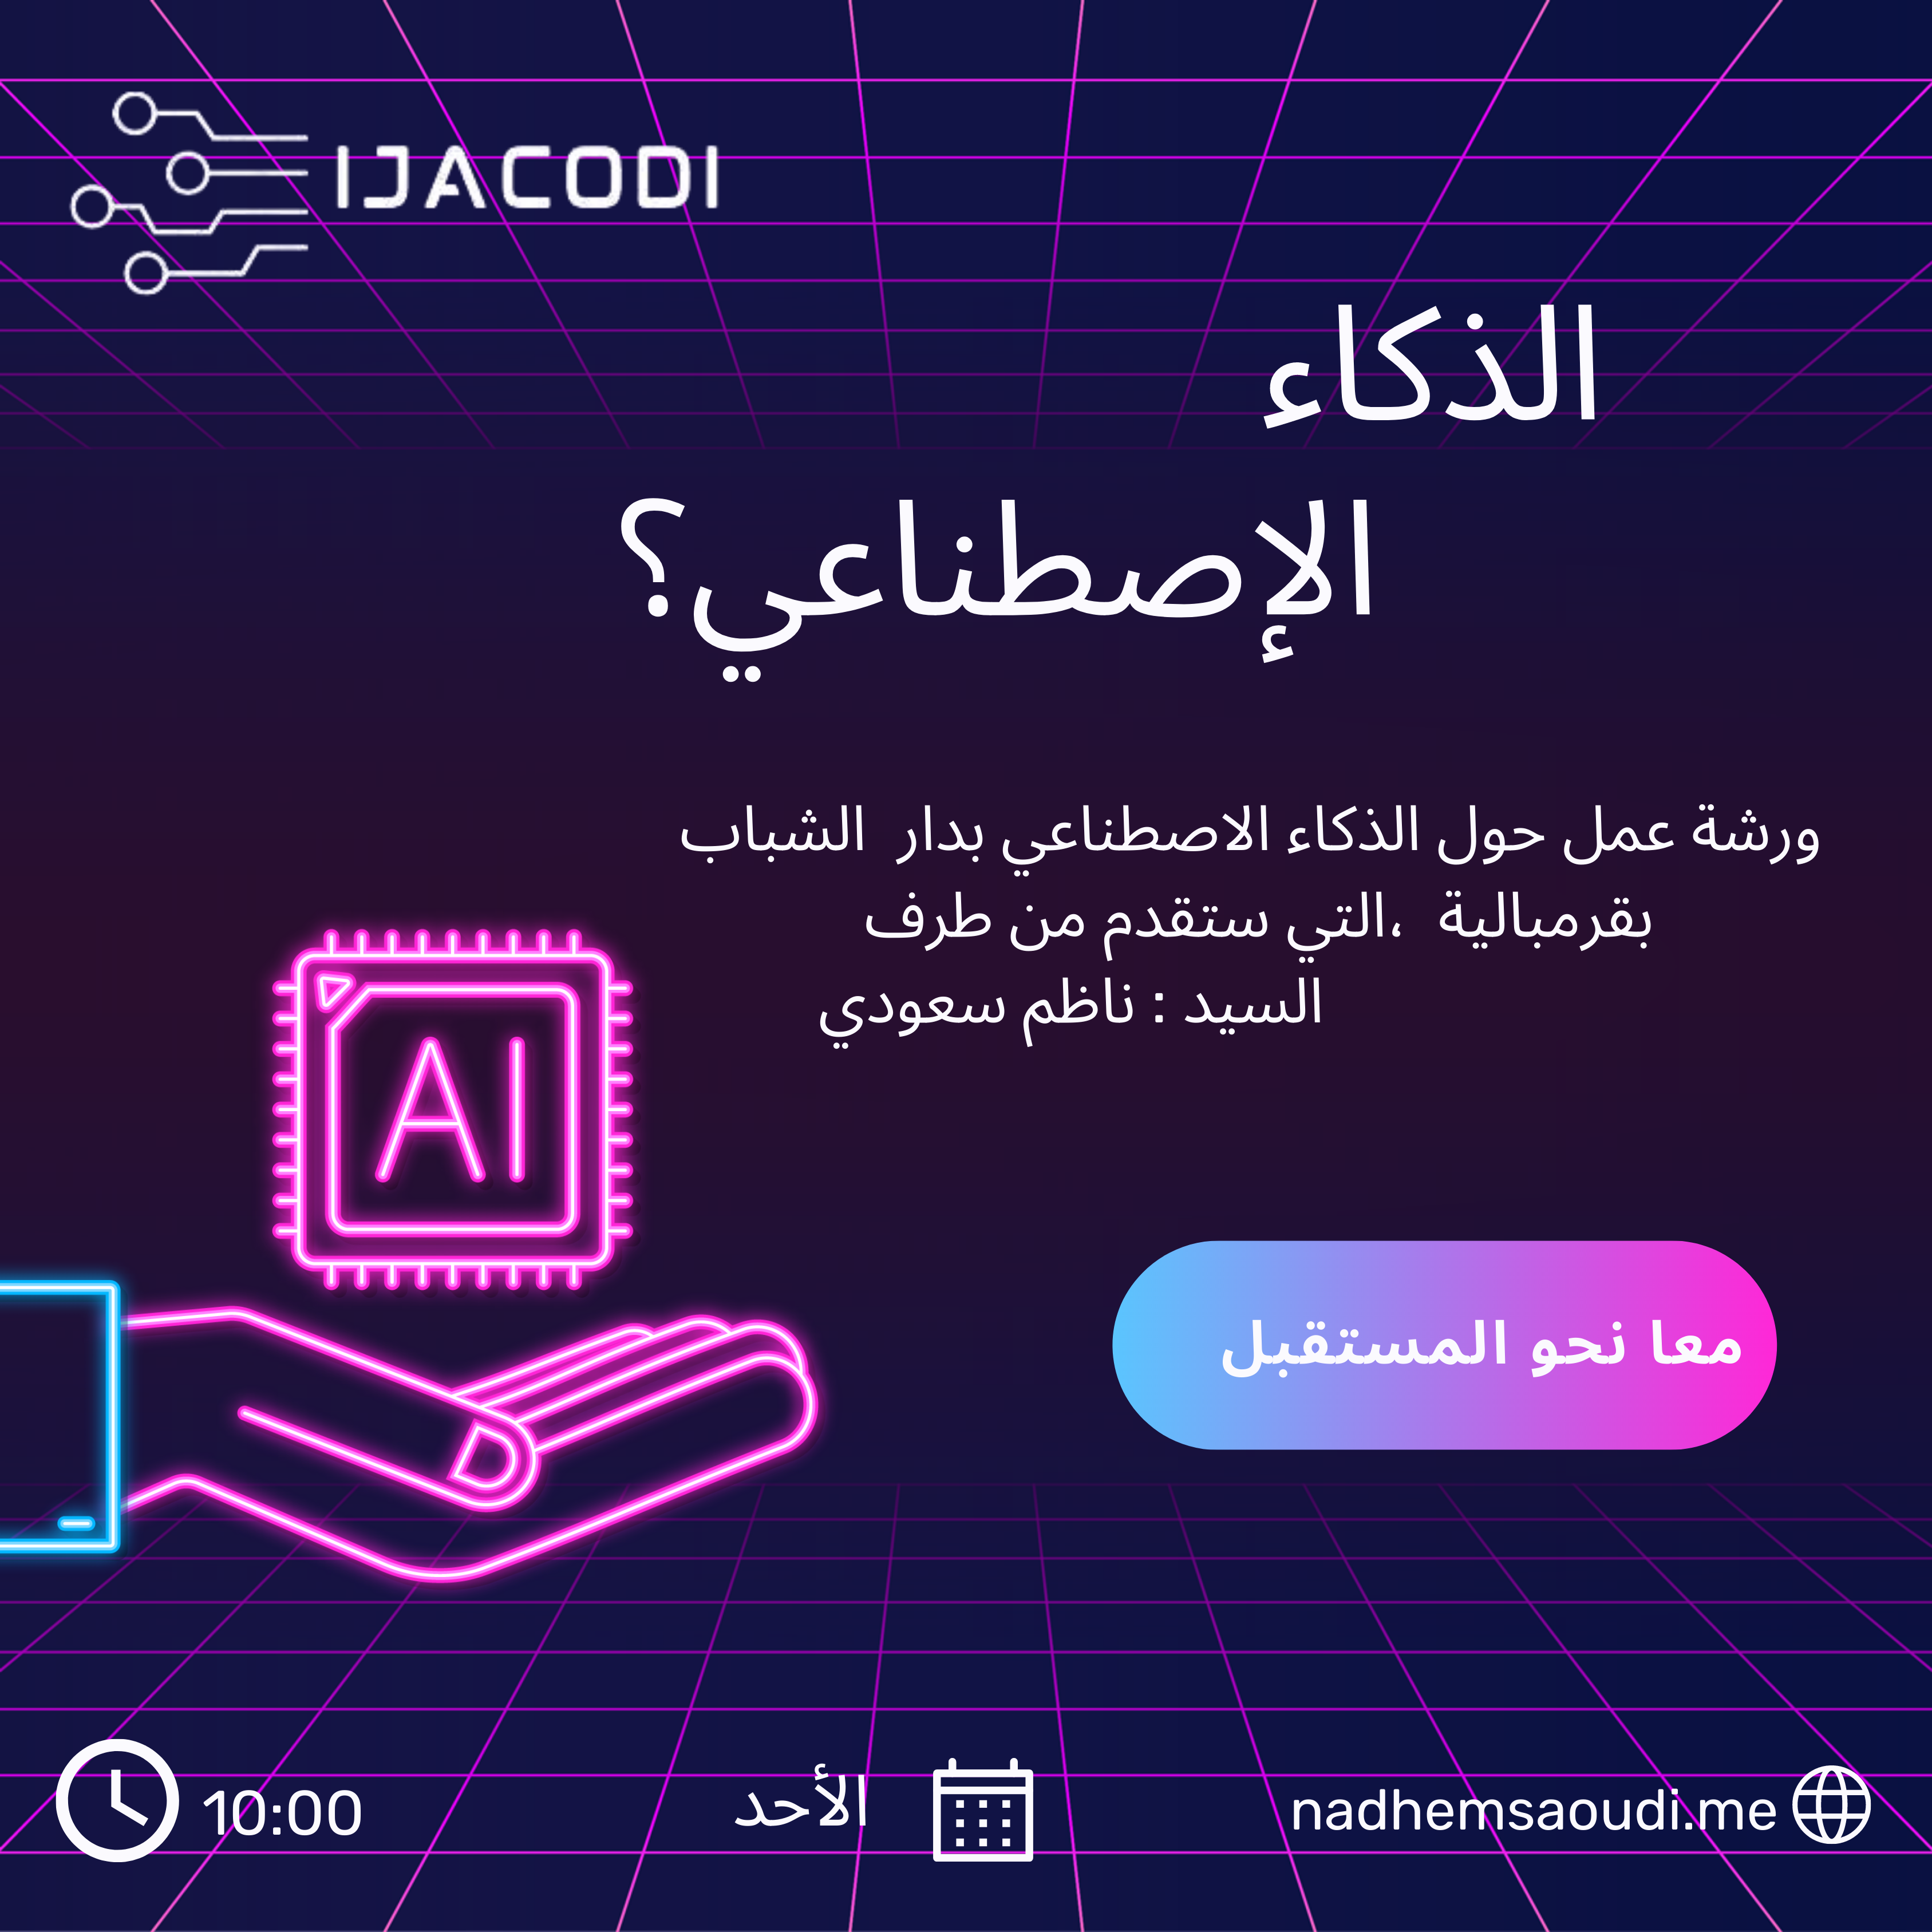 IJACODI
الذكاء
الإصطناعي؟
ورشة عمل حول الذكاء الاصطناعي بدار الشباب
بقرمبالية ،التي ستقدم من طرف
السيد : ناظم سعودي
AI
معا نحو المستقبل
10:00
الأحد
nadhemsaoudi.me